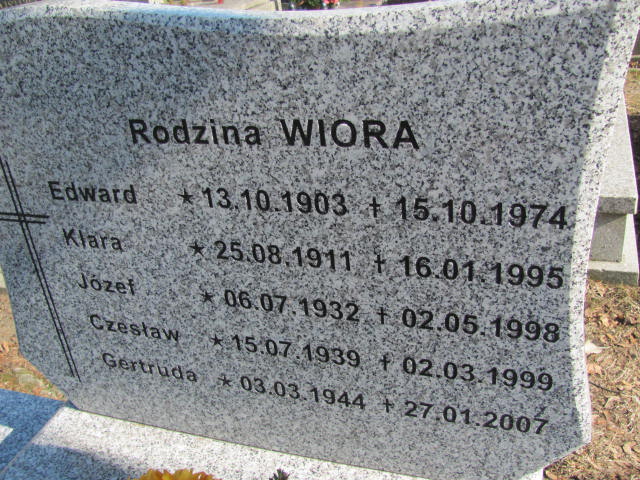 Rodzina WIORA
Edward ★ 13.10.1903 † 15.10.1974
Klara ★ 25.08.1911 † 16.01.1995
Józef ★ 06.07.1932 † 02.05.1998
Czesław ★ 15.07.1939 † 02.03.1999
Gertruda ★ 03.03.1944 † 27.01.2007